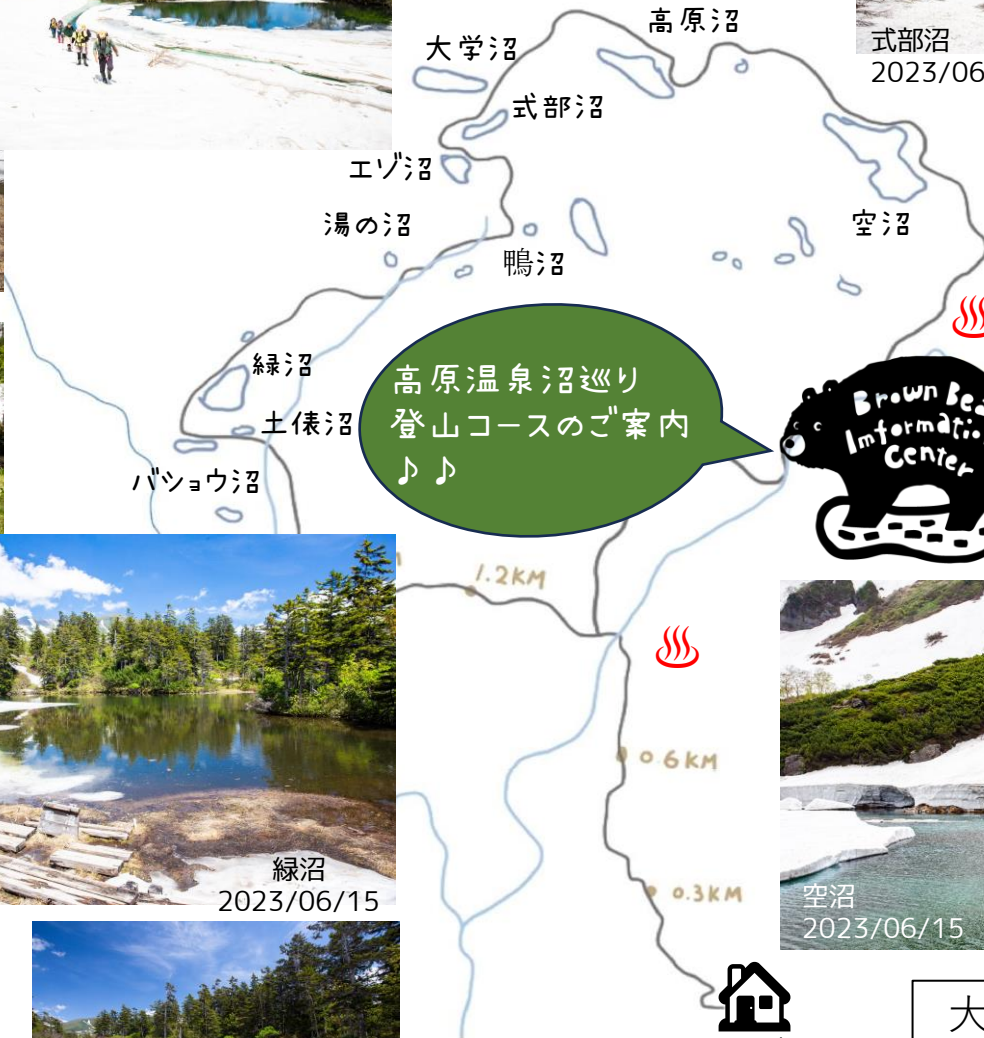 高原沼
大学沼
式部沼
2023/06
式部沼
エゾ沼
湯の沼
空沼
鴨沼
緑沼
高原温泉沼巡り
登山コースのご案内
♪♪
土俵沼
バショウ沼
Brown Bea
Imformatio
Center
1.2KM
0.6KM
緑沼
2023/06/15
0.3KM
空沼
2023/06/15
大